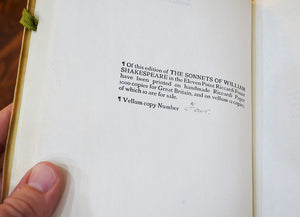 ¶ Of this edition of THE SONNETS OF WILLIAM
SHAKESPEARE in the Eleven Point Riccardi Fount
have been printed on handmade Riccardi Paper
1000 copies for Great Britain, and on vellum 12 copies,
of which 10 are for sale.
¶ Vellum copy Number Four